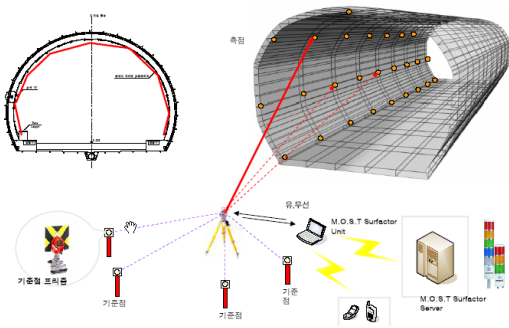 측점
유,무선
M.O.S.T Surfactor
Unit
기준점 프리즘
기준점
기준점
기준
점
M.O.S.T Surfactor
Server